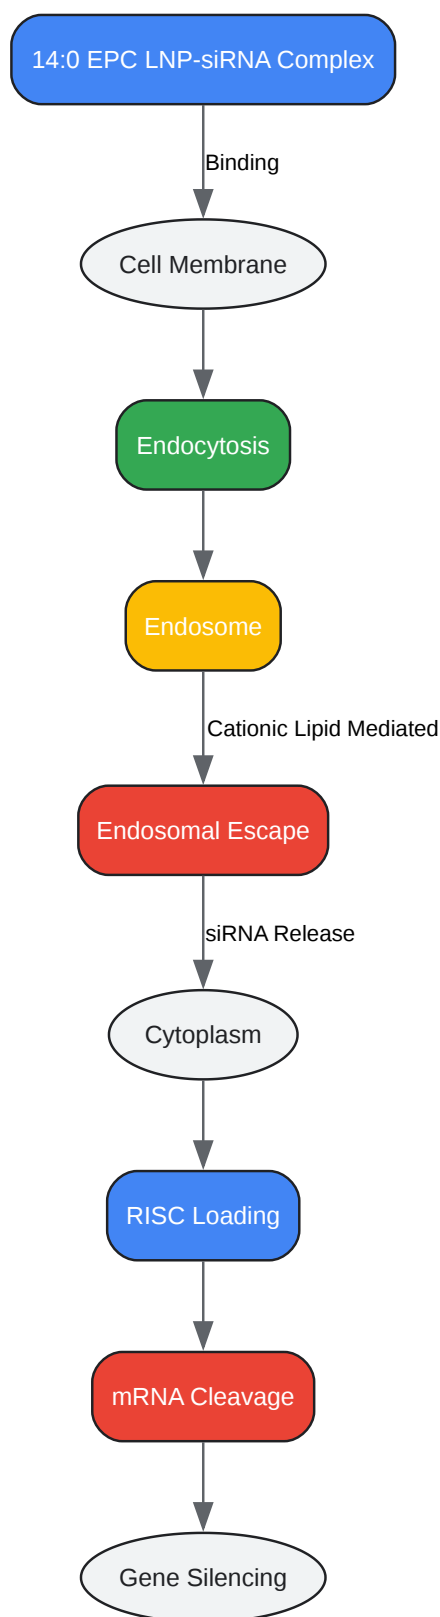 14:0 EPC LNP-siRNA Complex
Binding
Cell Membrane
Endocytosis
Endosome
Cationic Lipid Mediated
Endosomal Escape
siRNA Release
Cytoplasm
RISC Loading
mRNA Cleavage
Gene Silencing